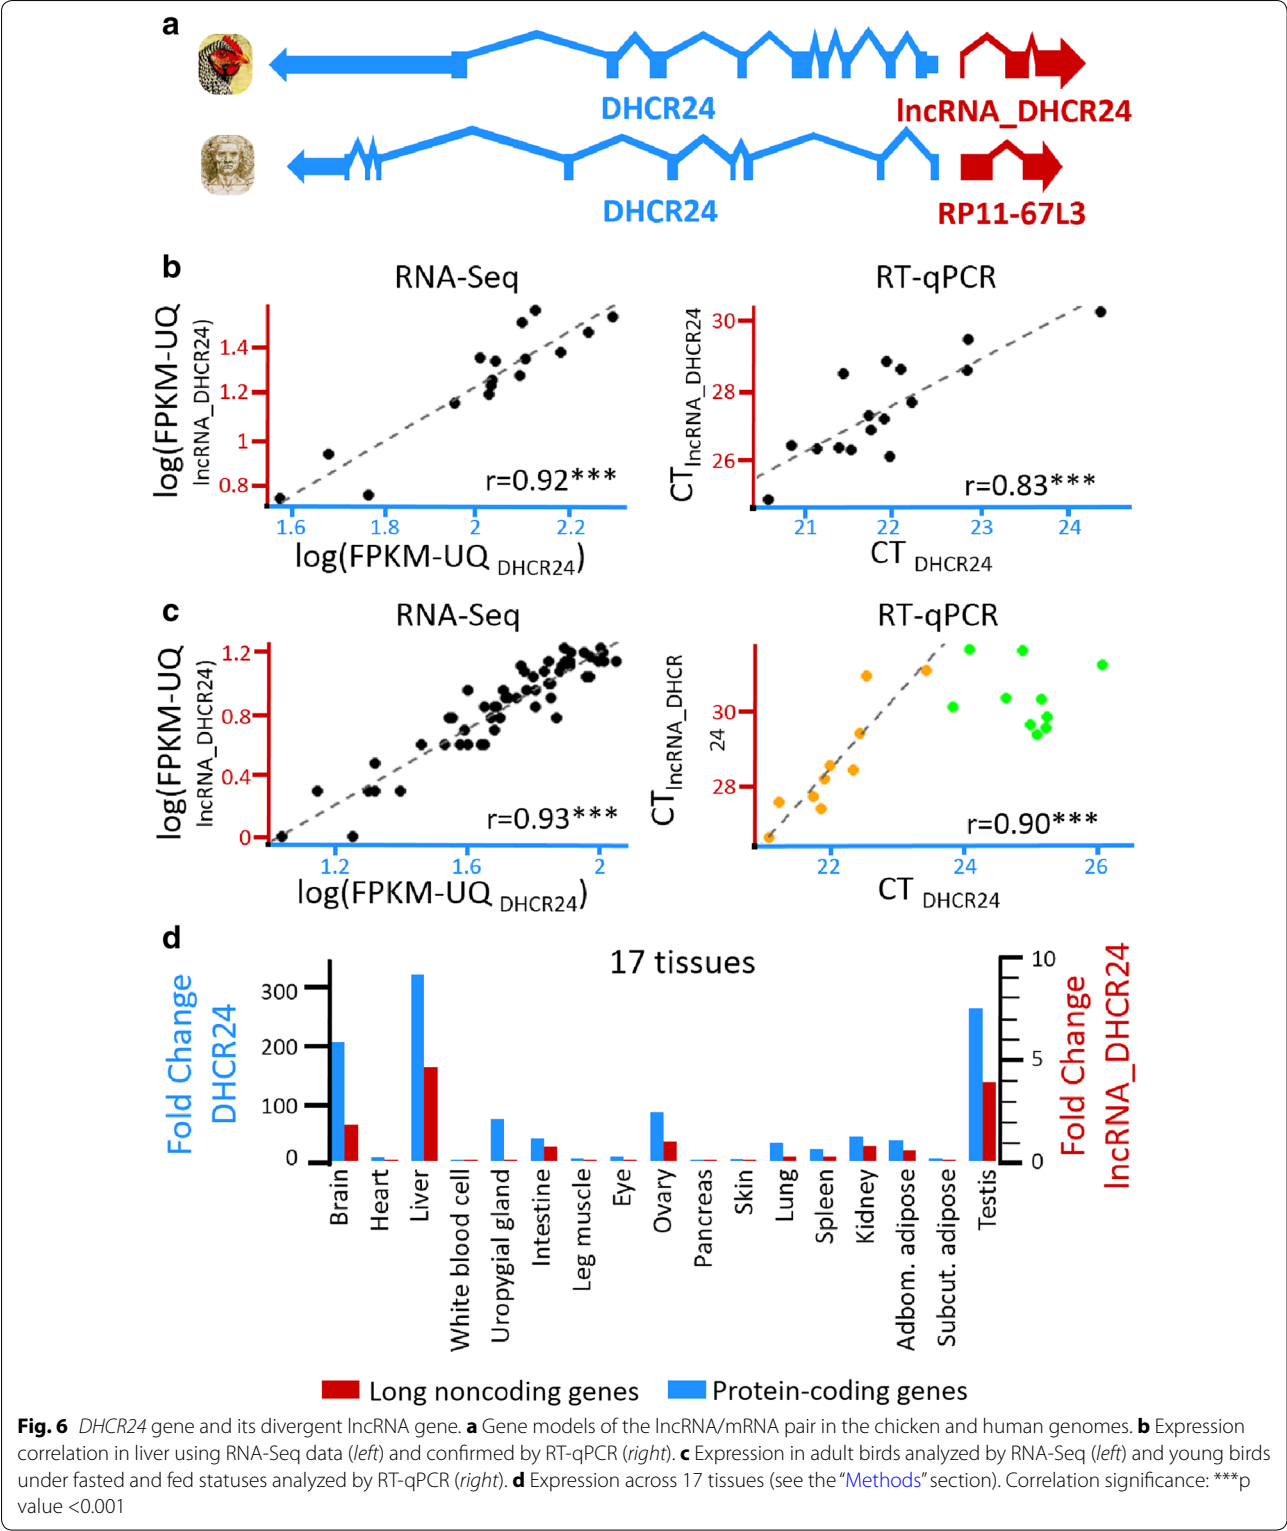 a
DHCR24
lncRNA_DHCR24
DHCR24
RP11-67L3
b
RNA-Seq
log(FPKM-UQ
lncRNA_DHCR24)
1.4
1.2
1
0.8
r=0.92***
1.6 1.8 2 2.2
log(FPKM-UQ DHCR24)
RT-qPCR
CT lncRNA_DHCR24
30
28
26
r=0.83***
21 22 23 24
CT DHCR24
c
RNA-Seq
log(FPKM-UQ
lncRNA_DHCR24)
1.2
0.8
0.4
0
r=0.93***
1.2 1.6 2
log(FPKM-UQ DHCR24)
RT-qPCR
CT lncRNA_DHCR
24
30
28
r=0.90***
22 24 26
CT DHCR24
d
17 tissues
Fold Change
DHCR24
300
200
100
0
10
5
0
Fold Change
lncRNA_DHCR24
Brain
Heart
Liver
White blood cell
Uropygial gland
Intestine
Leg muscle
Eye
Ovary
Pancreas
Skin
Lung
Spleen
Kidney
Adbom. adipose
Subcut. adipose
Testis
Long noncoding genes Protein-coding genes
Fig. 6 DHCR24 gene and its divergent lncRNA gene. a Gene models of the lncRNA/mRNA pair in the chicken and human genomes. b Expression
correlation in liver using RNA-Seq data (left) and confirmed by RT-qPCR (right). c Expression in adult birds analyzed by RNA-Seq (left) and young birds
under fasted and fed statuses analyzed by RT-qPCR (right). d Expression across 17 tissues (see the “Methods” section). Correlation significance: ***p
value <0.001